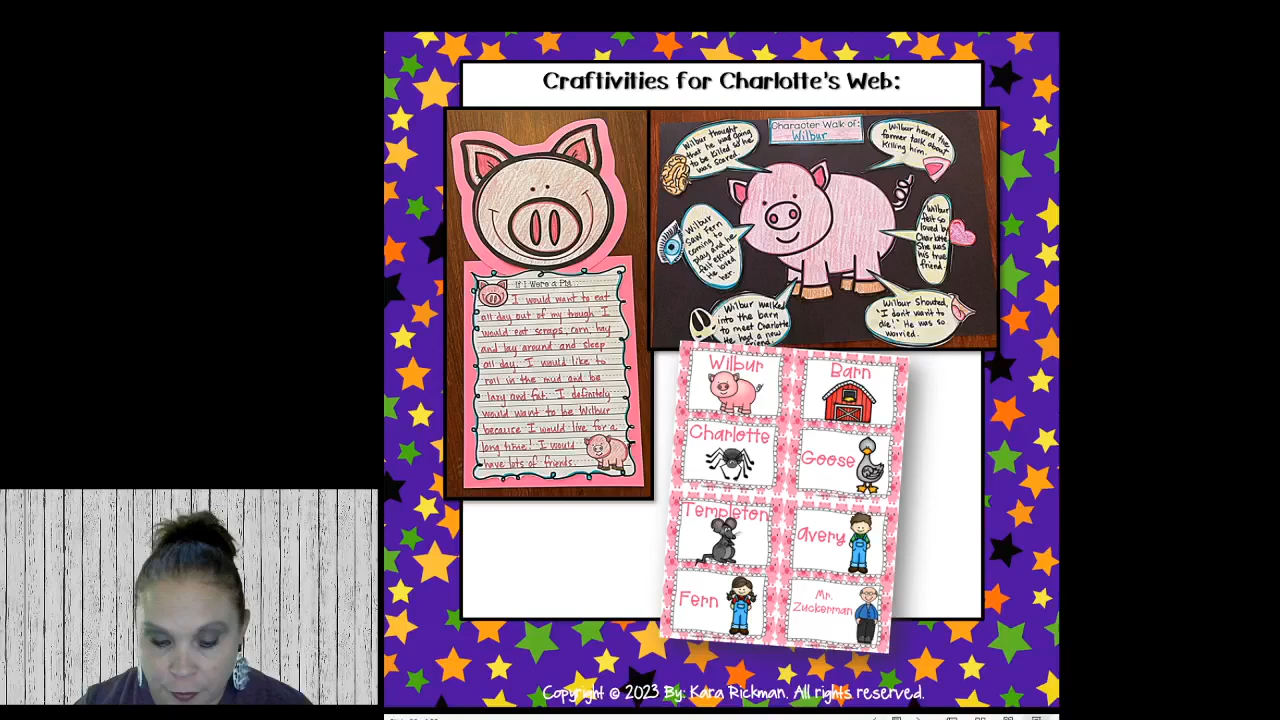 Craftivities for Charlotte's Web:
If I Were a Pig...
I would want to eat
all day out of my trough. I
would eat scraps, corn, hay
and lay around and sleep
all day. I would like to
roll in the mud and be
lazy and fat. I definitely
would want to be Wilbur
because I would live for a
long time! I would
have lots of friends.
Character Walk of:
Wilbur
Wilbur thought
that he was going
to be killed so he
was scared.
Wilbur heard the
farmer talk about
killing him.
Wilbur
saw Fern
coming to
play and he
felt excited.
He loved
her.
Wilbur
felt so
loved by
Charlotte
She was
his true
friend.
Wilbur walked
into the barn
to meet Charlotte
He had a new
friend
Wilbur shouted,
"I don't want to
die!" He was so
worried.
Wilbur
Barn
Charlotte
Goose
Templeton
Avery
Fern
Mr.
Zuckerman
Copyright © 2023 By: Kara Rickman. All rights reserved.